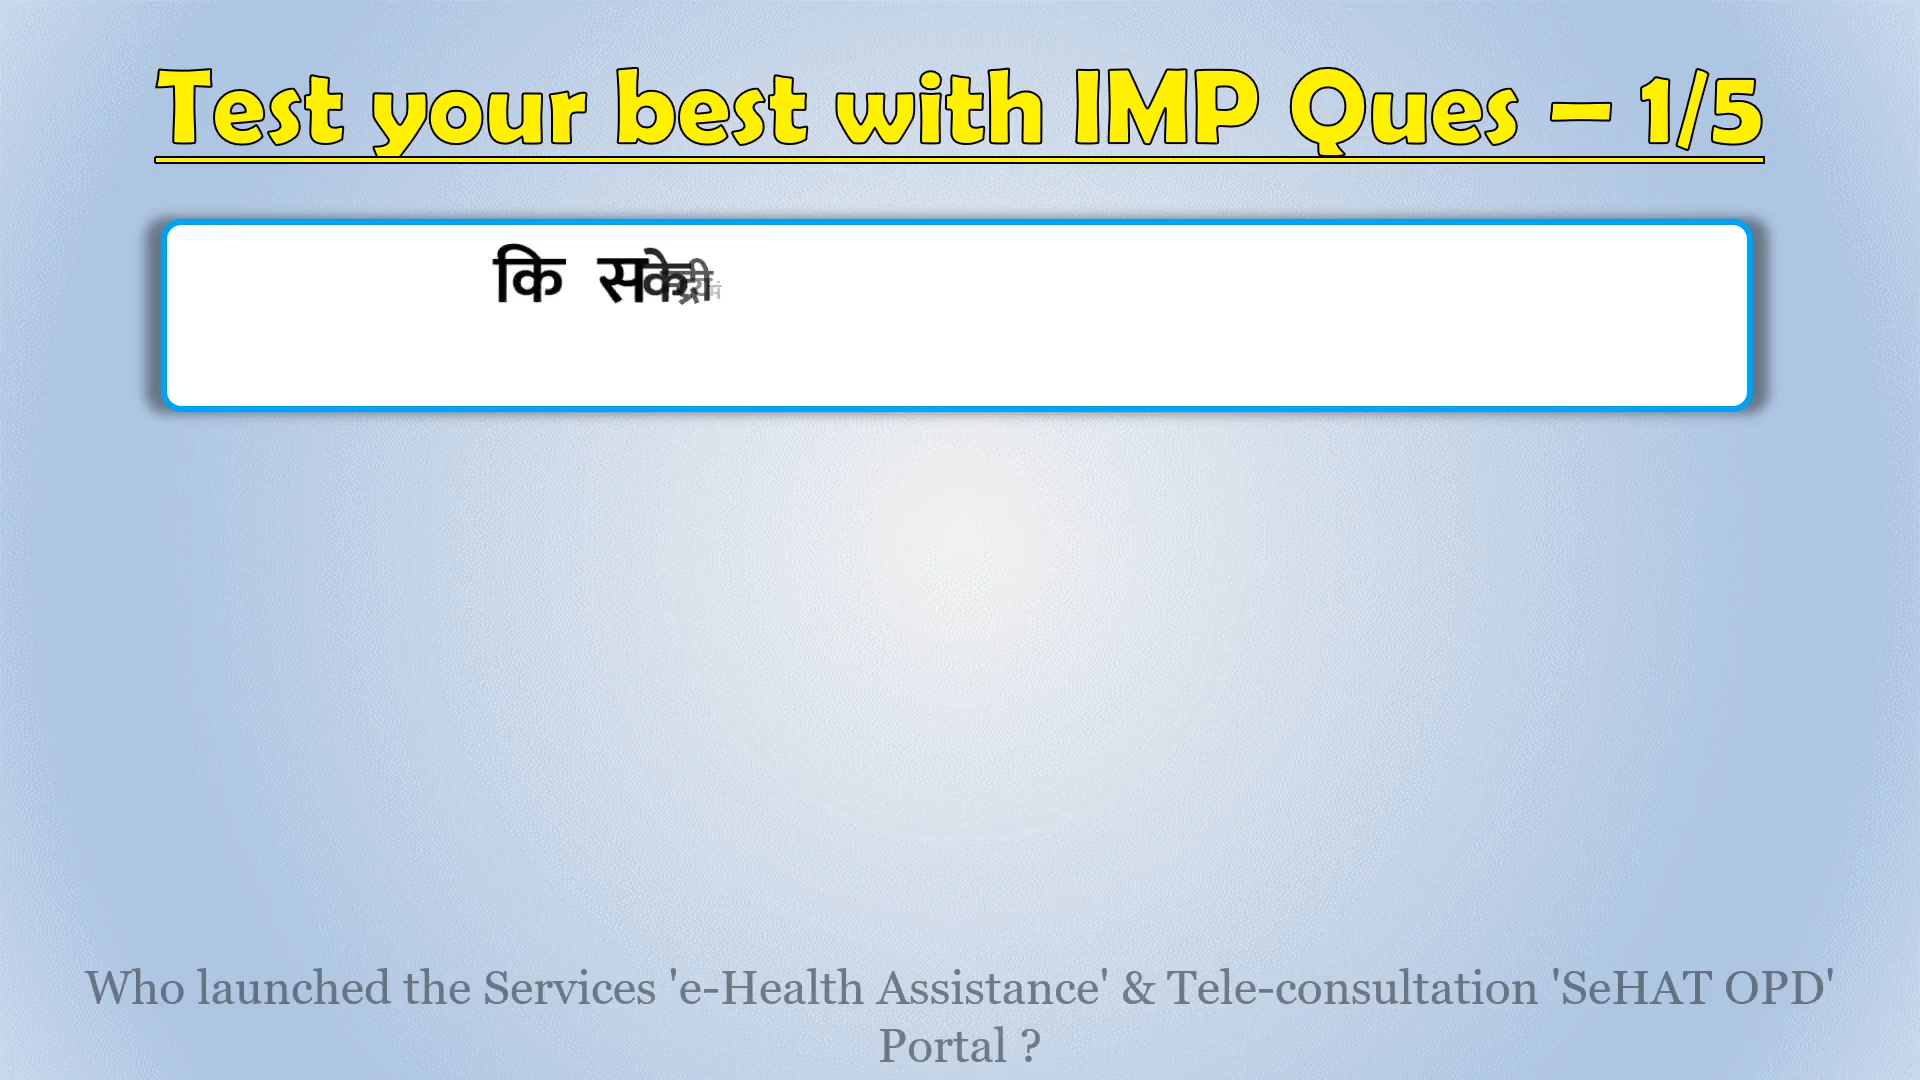 Test your best with IMP Ques – 1/5
कि
Who launched the Services 'e-Health Assistance' & Tele-consultation 'SeHAT OPD'
Portal ?